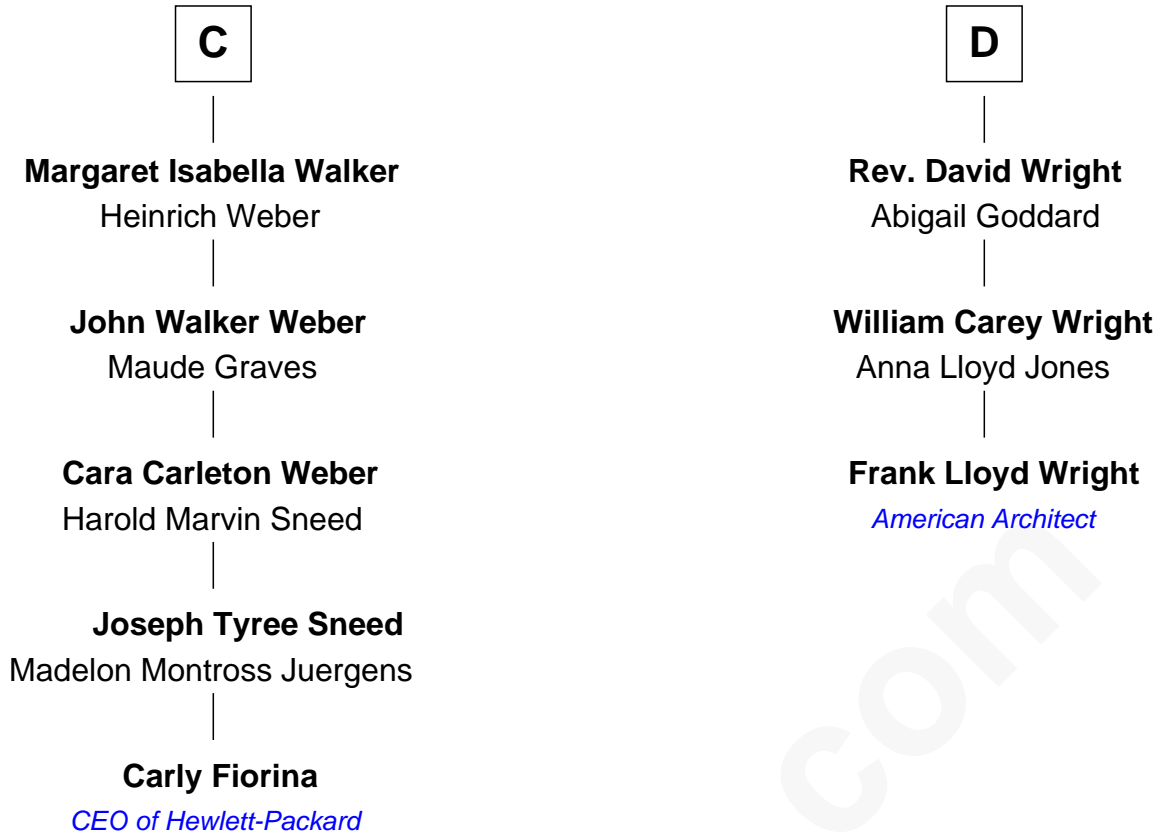 C
Margaret Isabella Walker
Heinrich Weber
John Walker Weber
Maude Graves
Cara Carleton Weber
Harold Marvin Sneed
Joseph Tyree Sneed
Madelon Montross Juergens
Carly Fiorina
CEO of Hewlett-Packard
D
Rev. David Wright
Abigail Goddard
William Carey Wright
Anna Lloyd Jones
Frank Lloyd Wright
American Architect
com